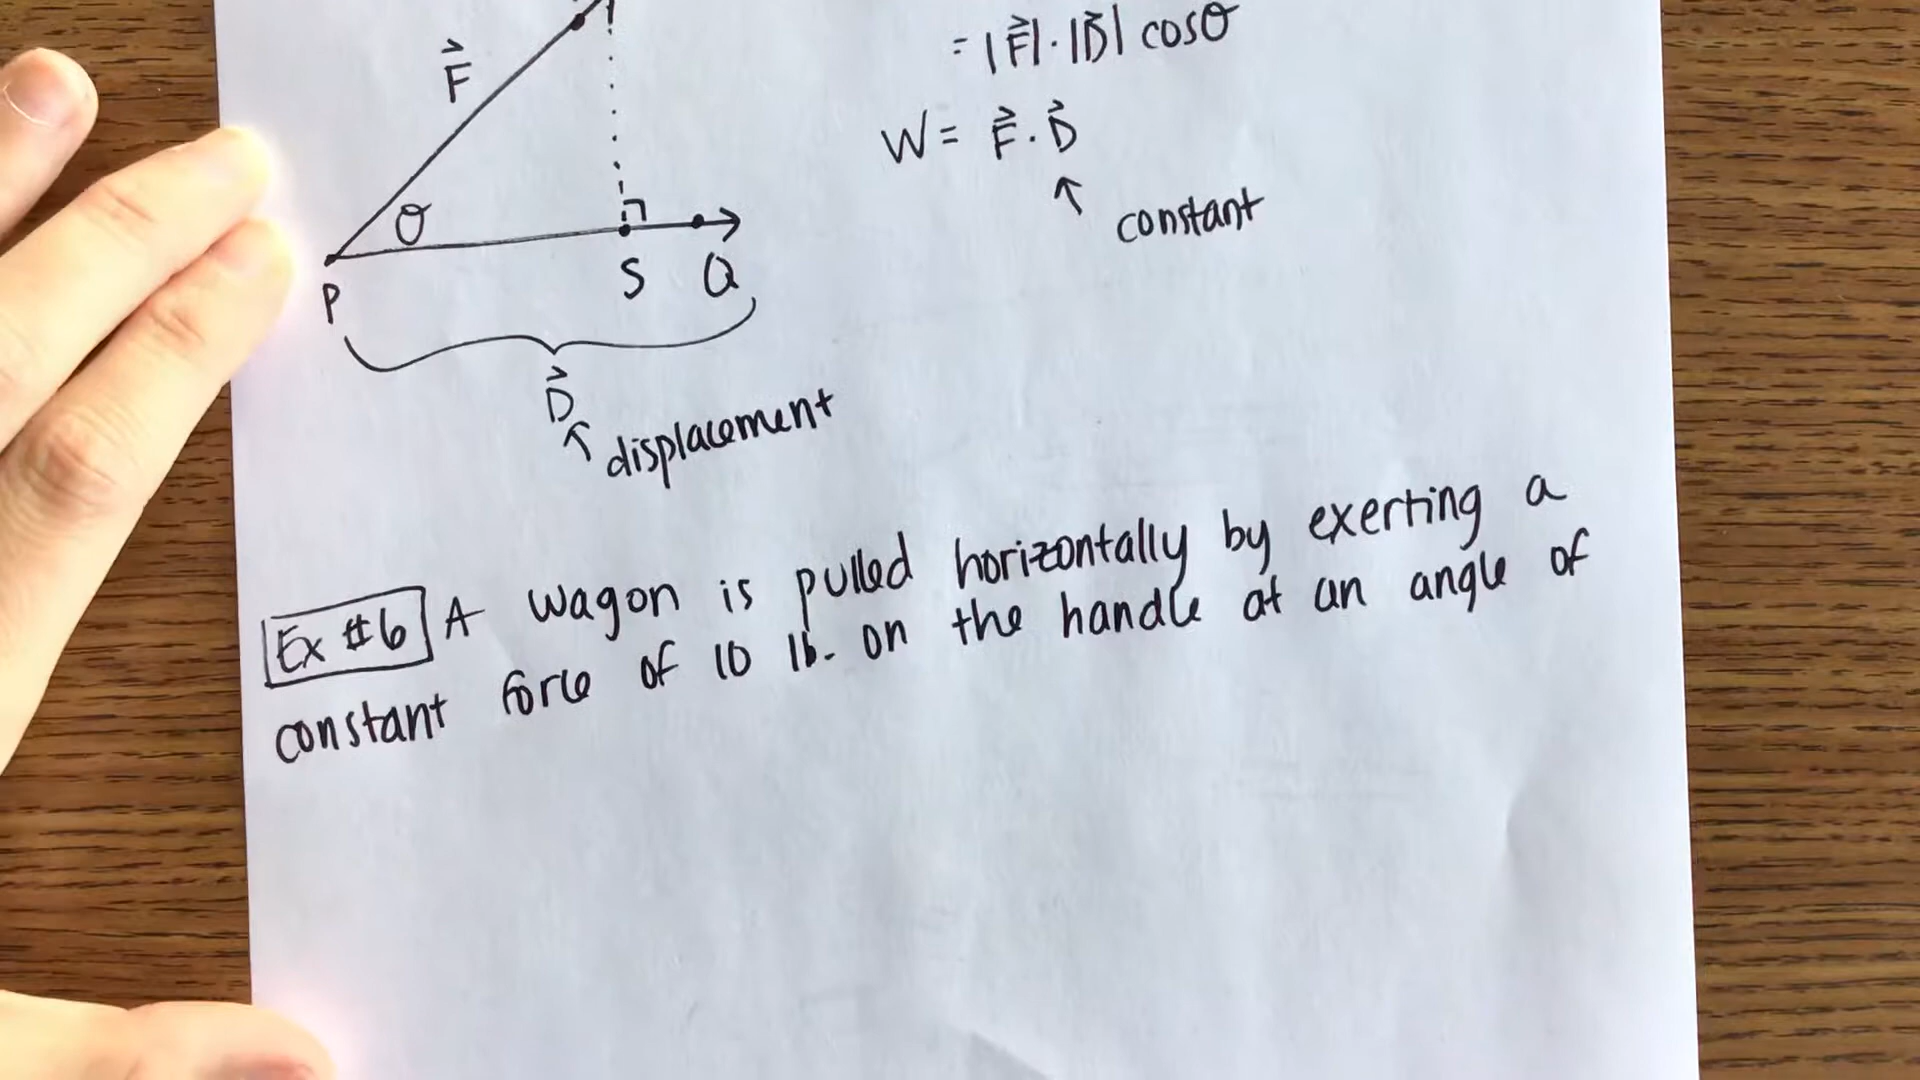 = |F⃗|·|D⃗| cosθ
F⃗
W = F⃗ · D⃗
↑ constant
θ
P S Q
D⃗
↑ displacement
Ex #6 A wagon is pulled horizontally by exerting a
constant force of 10 lb. on the handle at an angle of